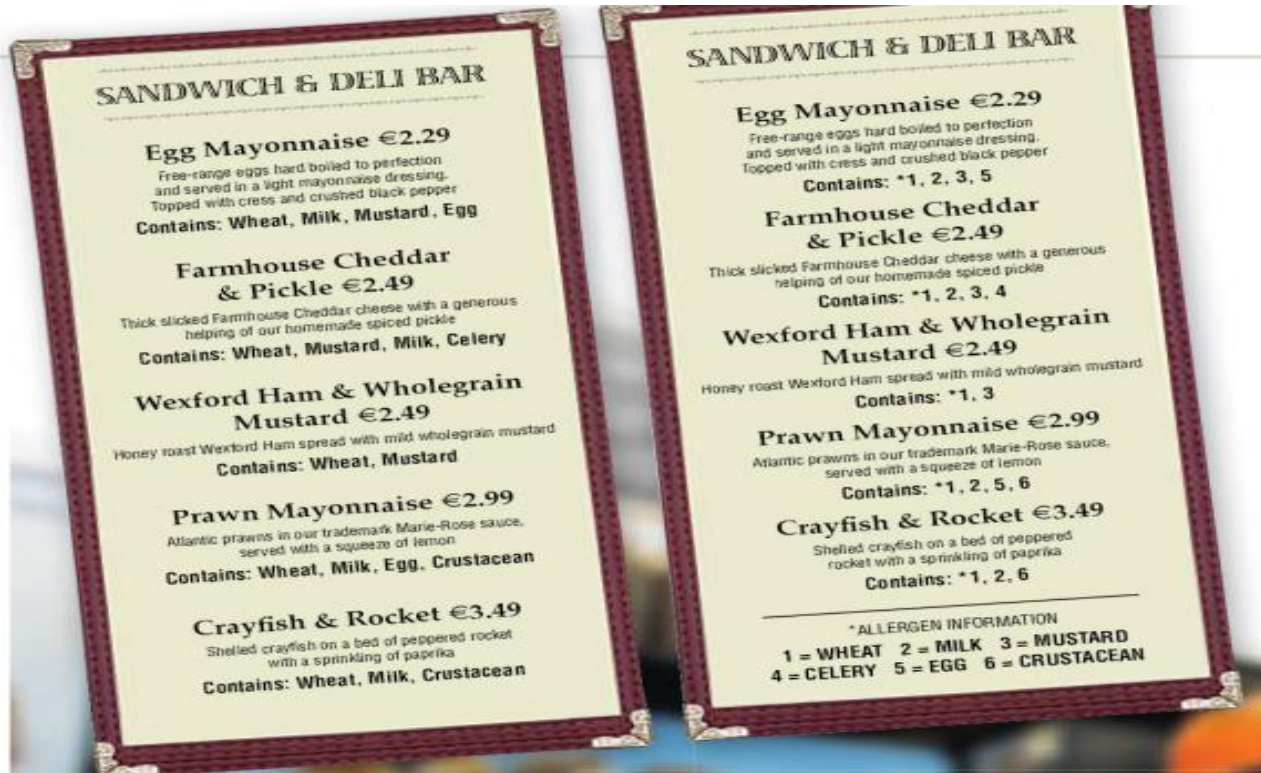 SANDWICH & DELI BAR
Egg Mayonnaise €2.29
Free-range eggs hard boiled to perfection
and served in a light mayonnaise dressing.
Topped with cress and crushed black pepper
Contains: Wheat, Milk, Mustard, Egg
Farmhouse Cheddar
& Pickle €2.49
Thick slicked Farmhouse Cheddar cheese with a generous
helping of our homemade spiced pickle
Contains: Wheat, Mustard, Milk, Celery
Wexford Ham & Wholegrain
Mustard €2.49
Honey roast Wexford Ham spread with mild wholegrain mustard
Contains: Wheat, Mustard
Prawn Mayonnaise €2.99
Atlantic prawns in our trademark Marie-Rose sauce,
served with a squeeze of lemon
Contains: Wheat, Milk, Egg, Crustacean
Crayfish & Rocket €3.49
Shelled crayfish on a bed of peppered rocket
with a sprinkling of paprika
Contains: Wheat, Milk, Crustacean
SANDWICH & DELI BAR
Egg Mayonnaise €2.29
Free-range eggs hard boiled to perfection
and served in a light mayonnaise dressing.
Topped with cress and crushed black pepper
Contains: *1, 2, 3, 5
Farmhouse Cheddar
& Pickle €2.49
Thick slicked Farmhouse Cheddar cheese with a generous
helping of our homemade spiced pickle
Contains: *1, 2, 3, 4
Wexford Ham & Wholegrain
Mustard €2.49
Honey roast Wexford Ham spread with mild wholegrain mustard
Contains: *1, 3
Prawn Mayonnaise €2.99
Atlantic prawns in our trademark Marie-Rose sauce,
served with a squeeze of lemon
Contains: *1, 2, 5, 6
Crayfish & Rocket €3.49
Shelled crayfish on a bed of peppered
rocket with a sprinkling of paprika
Contains: *1, 2, 6
*ALLERGEN INFORMATION
1 = WHEAT 2 = MILK 3 = MUSTARD
4 = CELERY 5 = EGG 6 = CRUSTACEAN